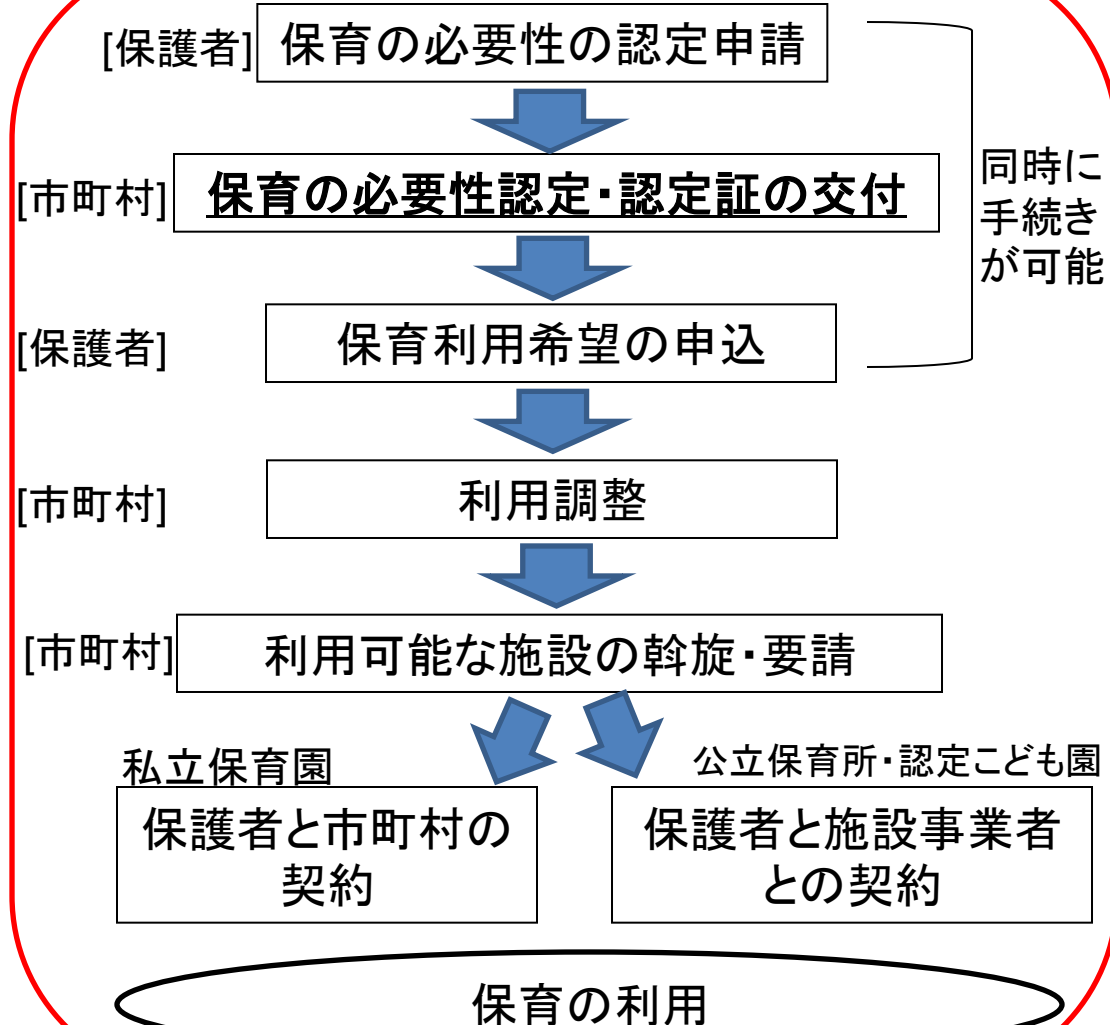 [保護者] 保育の必要性の認定申請
[市町村] 保育の必要性認定・認定証の交付
同時に
手続き
が可能
[保護者] 保育利用希望の申込
[市町村] 利用調整
[市町村] 利用可能な施設の斡旋・要請
私立保育園
保護者と市町村の
契約
公立保育所・認定こども園
保護者と施設事業者
との契約
保育の利用